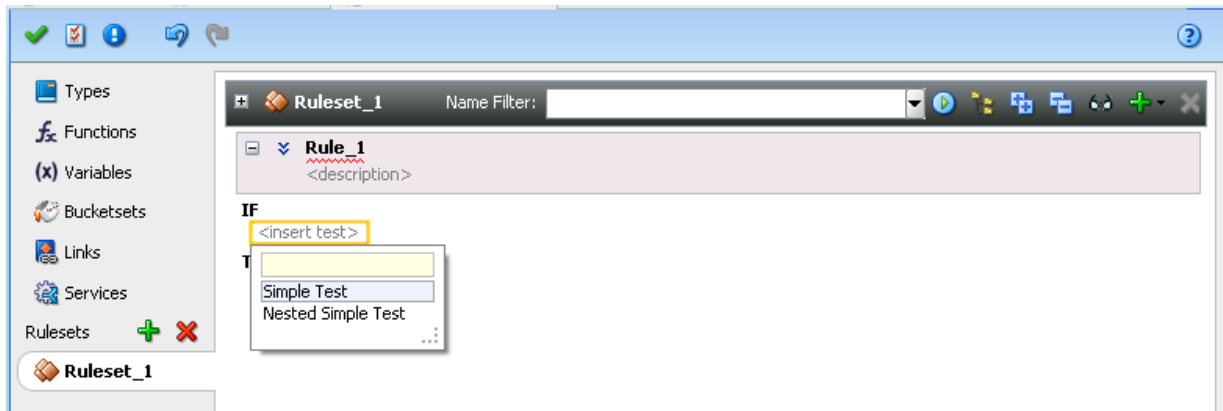 Types
Functions
Variables
Bucketsets
Links
Services
Rulesets
Ruleset_1
Ruleset_1 Name Filter:
Rule_1
<description>
IF
<insert test>
T
Simple Test
Nested Simple Test